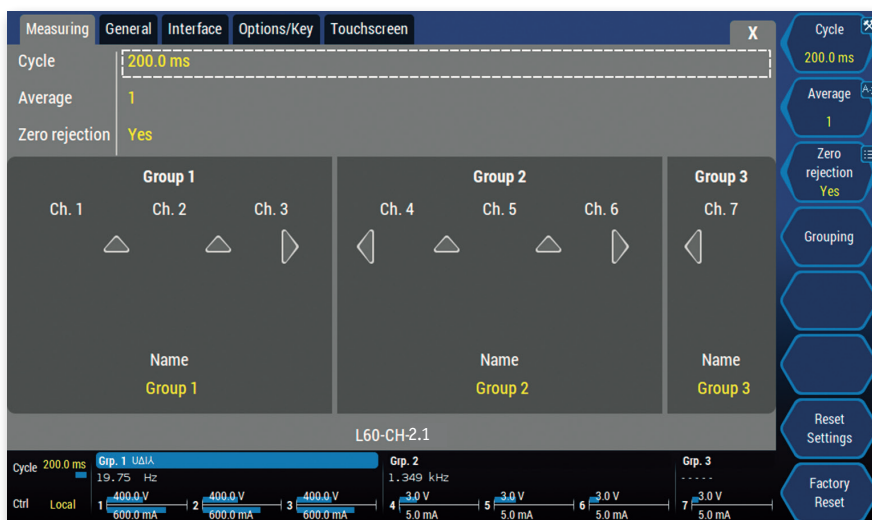 Measuring General Interface Options/Key Touchscreen X
Cycle 200.0 ms
Average 1
Zero rejection Yes
Group 1 Group 2 Group 3
Ch. 1 Ch. 2 Ch. 3 Ch. 4 Ch. 5 Ch. 6 Ch. 7
Name Name Name
Group 1 Group 2 Group 3
L60-CH-2.1
Cycle 200.0 ms
Ctrl Local
Grp. 1 UΔI⅄
19.75 Hz
1 400.0 V 600.0 mA
2 400.0 V 600.0 mA
3 400.0 V 600.0 mA
Grp. 2
1.349 kHz
4 3.0 V 5.0 mA
5 3.0 V 5.0 mA
6 3.0 V 5.0 mA
Grp. 3
-----
7 3.0 V 5.0 mA
Cycle
200.0 ms
Average
1
Zero
rejection
Yes
Grouping
Reset
Settings
Factory
Reset